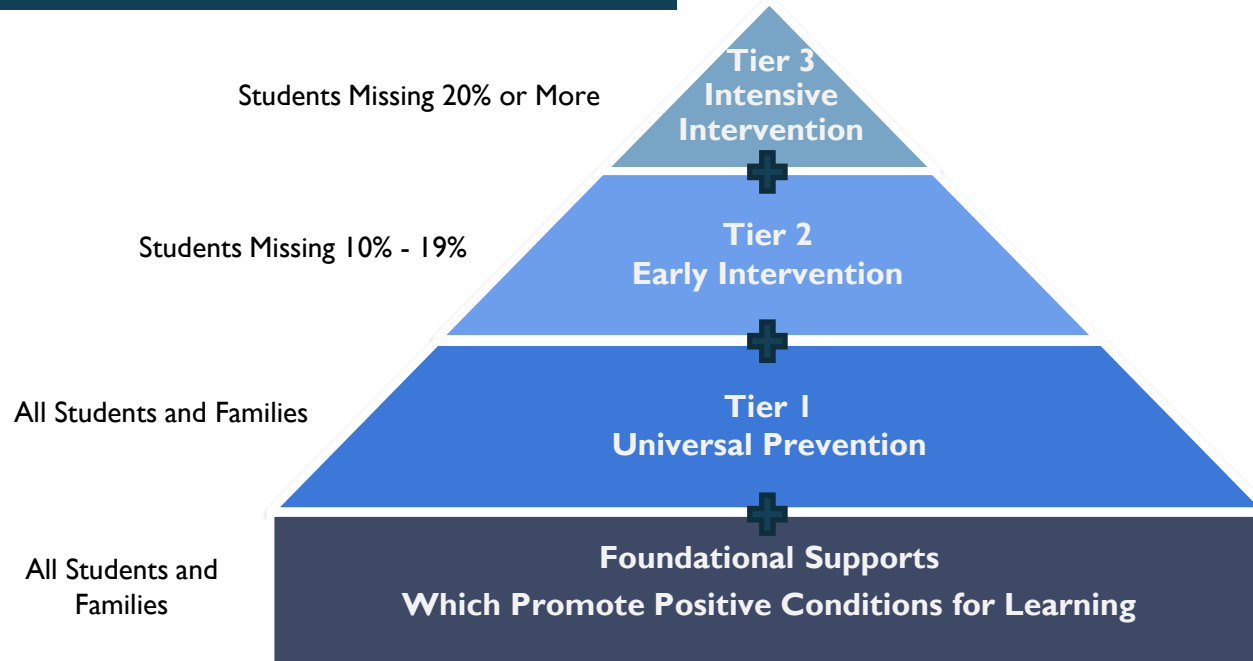 Students Missing 20% or More
Tier 3
Intensive
Intervention
Students Missing 10% - 19%
Tier 2
Early Intervention
All Students and Families
Tier 1
Universal Prevention
All Students and
Families
Foundational Supports
Which Promote Positive Conditions for Learning